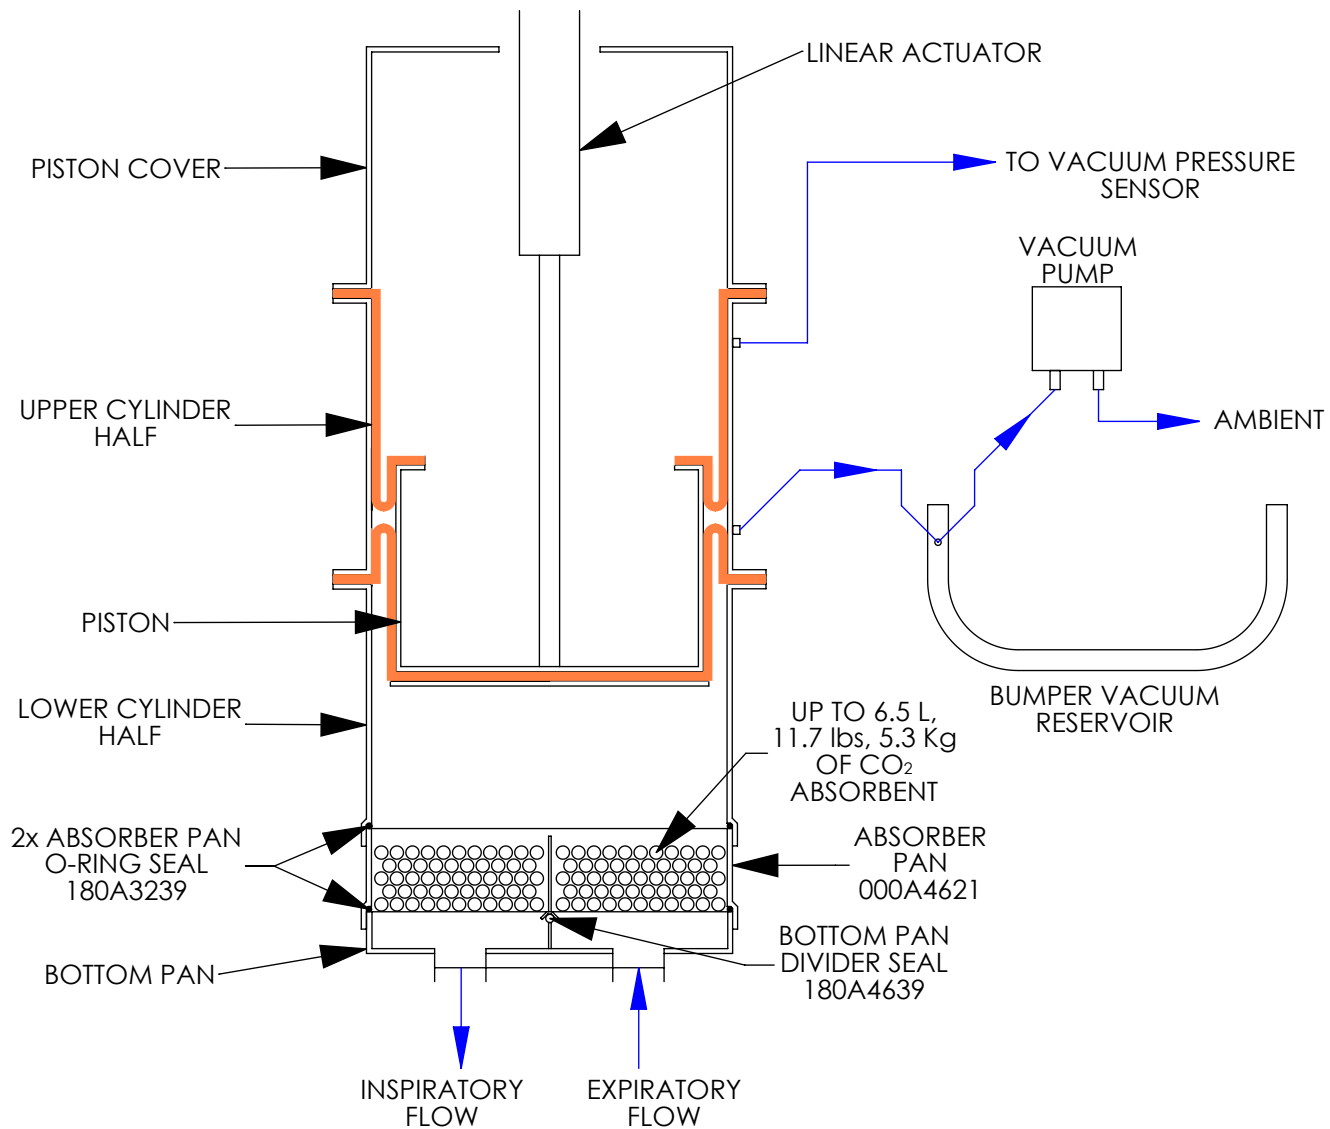 LINEAR ACTUATOR
PISTON COVER
TO VACUUM PRESSURE
SENSOR
VACUUM
PUMP
UPPER CYLINDER
HALF
AMBIENT
PISTON
BUMPER VACUUM
RESERVOIR
LOWER CYLINDER
HALF
UP TO 6.5 L,
11.7 lbs, 5.3 Kg
OF CO₂
ABSORBENT
2x ABSORBER PAN
O-RING SEAL
180A3239
ABSORBER
PAN
000A4621
BOTTOM PAN
BOTTOM PAN
DIVIDER SEAL
180A4639
INSPIRATORY
FLOW
EXPIRATORY
FLOW